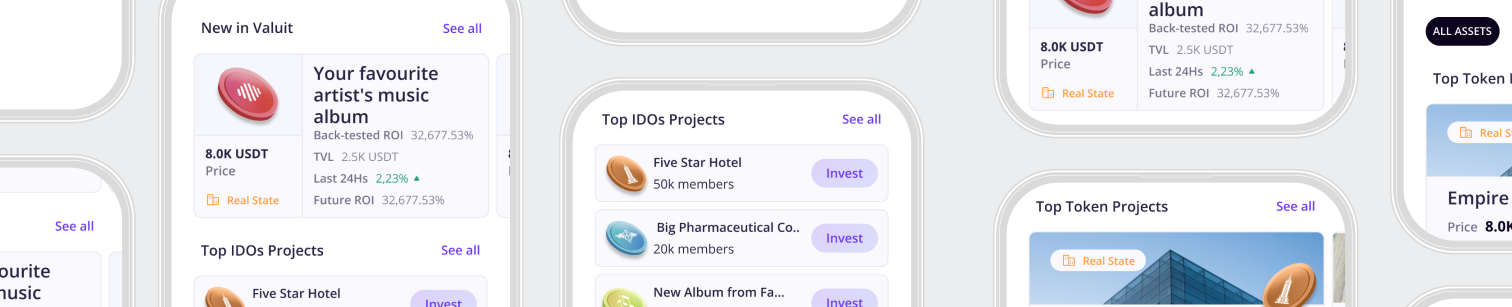 See all
ourite
nusic
New in Valuit
See all
Your favourite
artist's music
album
Back-tested ROI 32,677.53%
8.0K USDT
Price
TVL 2.5K USDT
Last 24Hs 2,23%
Real State
Future ROI 32,677.53%
Top IDOs Projects
See all
Five Star Hotel
Invest
Top IDOs Projects
See all
Five Star Hotel
50k members
Invest
Big Pharmaceutical Co..
20k members
Invest
New Album from Fa...
Invest
album
Back-tested ROI 32,677.53%
8.0K USDT
Price
TVL 2.5K USDT
Last 24Hs 2,23%
Real State
Future ROI 32,677.53%
Top Token Projects
See all
Real State
ALL ASSETS
Top Token
Real S
Empire
Price 8.0K